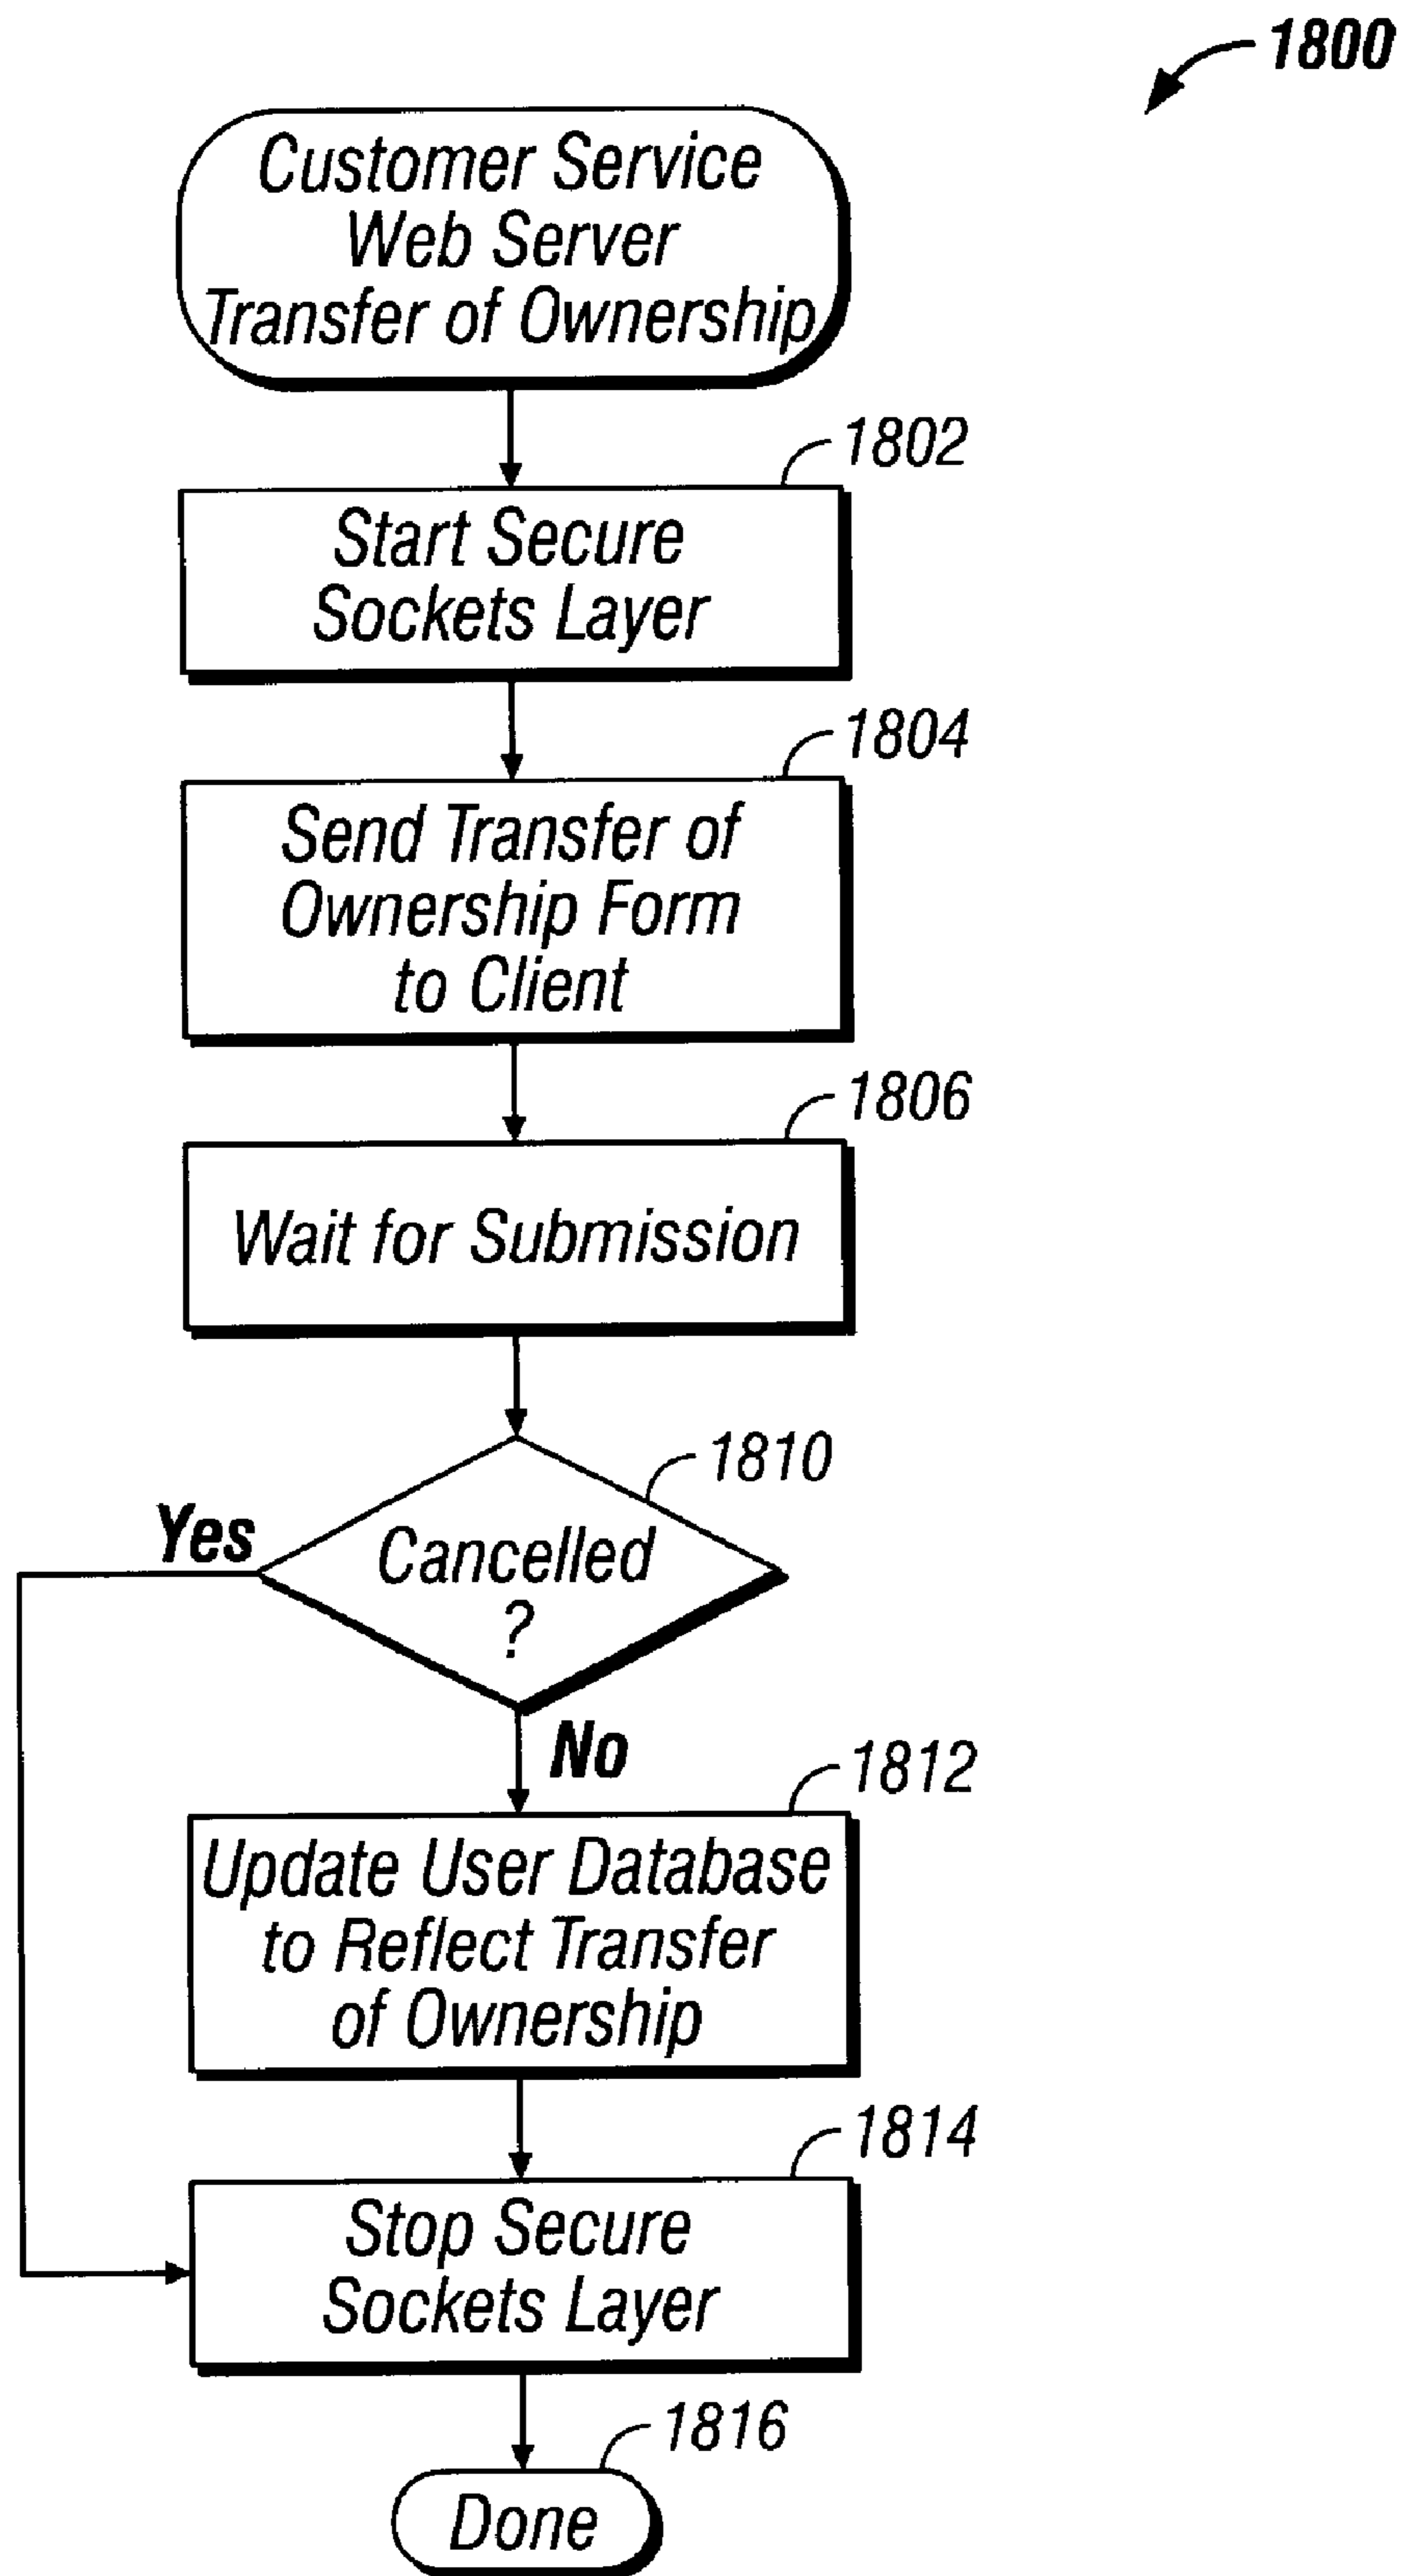 1800
Customer Service
Web Server
Transfer of Ownership
1802
Start Secure
Sockets Layer
1804
Send Transfer of
Ownership Form
to Client
1806
Wait for Submission
1810
Yes
Cancelled
?
No
1812
Update User Database
to Reflect Transfer
of Ownership
1814
Stop Secure
Sockets Layer
1816
Done